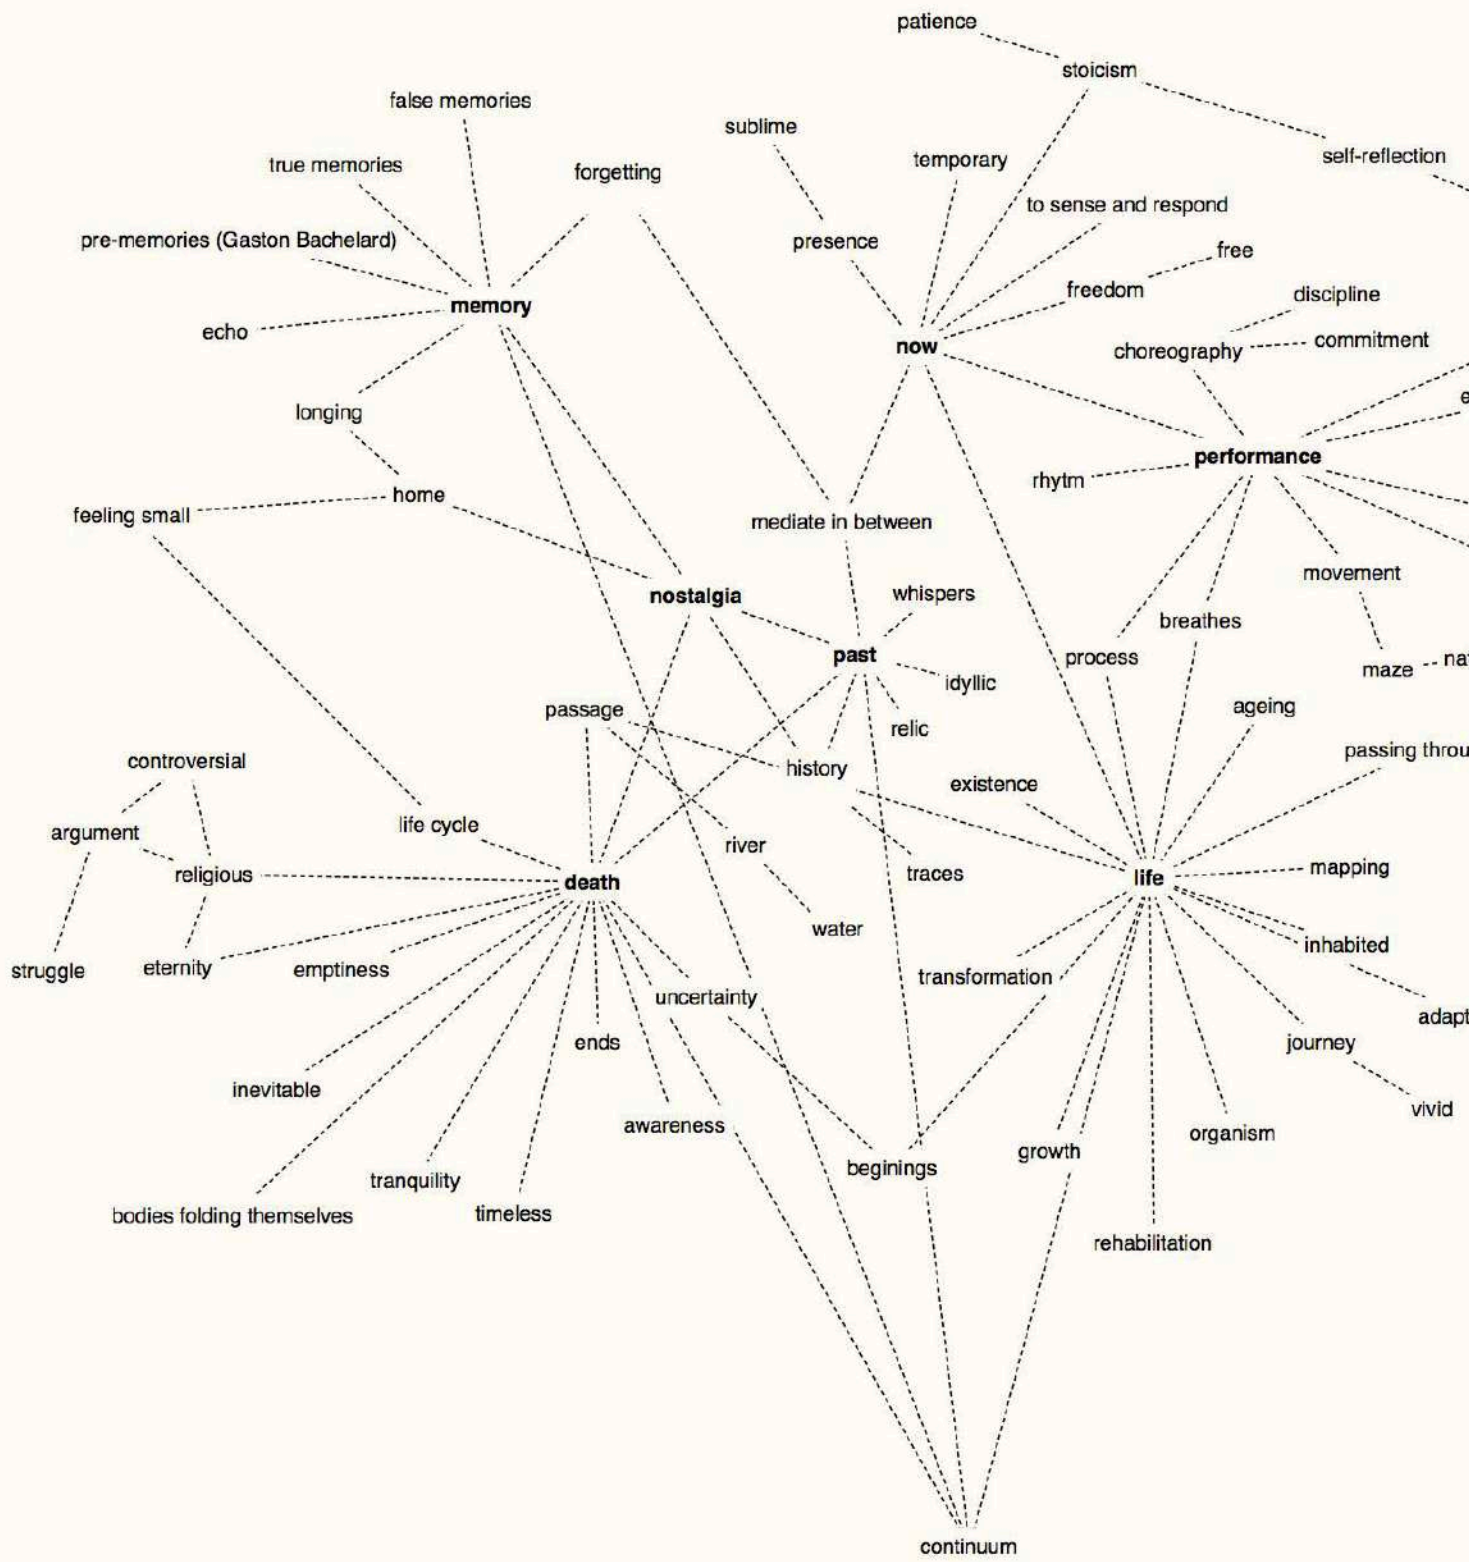 patience
stoicism
false memories
sublime
self-reflection
temporary
true memories
forgetting
to sense and respond
pre-memories (Gaston Bachelard)
presence
free
freedom
discipline
memory
echo
now
commitment
choreography
longing
performance
rhytm
home
feeling small
mediate in between
movement
nostalgia
whispers
breathes
past
process
maze
idyllic
passage
ageing
relic
passing throu
controversial
history
existence
life cycle
argument
river
mapping
religious
traces
life
death
water
inhabited
struggle
eternity
emptiness
transformation
uncertainty
adapt
ends
journey
inevitable
vivid
awareness
organism
growth
beginings
tranquility
bodies folding themselves
timeless
rehabilitation
continuum